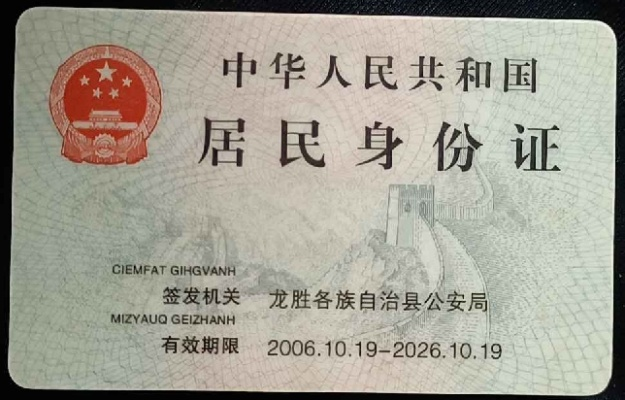 中华人民共和国
居民身份证
CIEMFAT GIHGVANH
签发机关 龙胜各族自治县公安局
MIZYAUQ GEIZHANH
有效期限 2006.10.19-2026.10.19